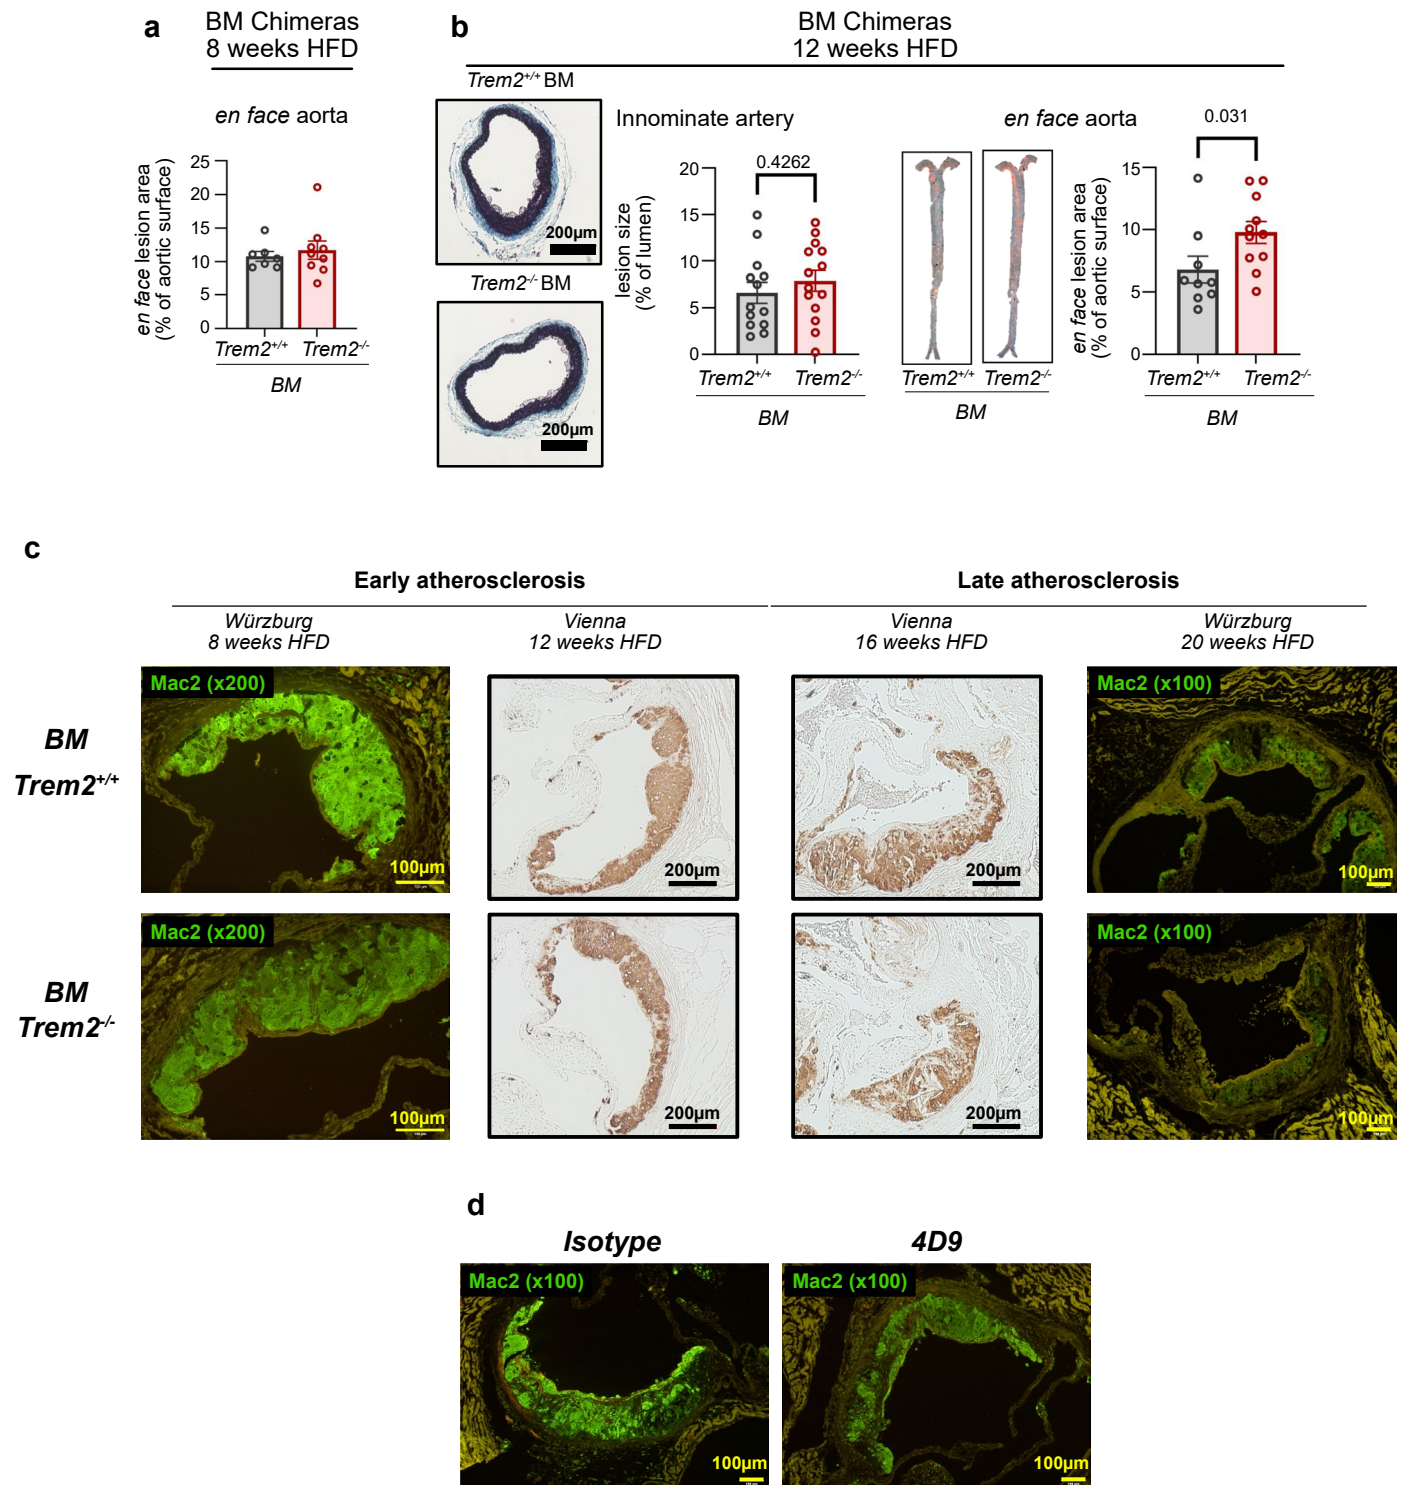 a
BM Chimeras
8 weeks HFD
en face aorta
en face lesion area
(% of aortic surface)
25
20
15
10
5
0
Trem2+/+ Trem2-/-
BM
b
BM Chimeras
12 weeks HFD
Trem2+/+ BM
200µm
Trem2-/- BM
200µm
Innominate artery
0.4262
lesion size
(% of lumen)
20
15
10
5
0
Trem2+/+ Trem2-/-
BM
en face aorta
Trem2+/+ Trem2-/-
BM
0.031
en face lesion area
(% of aortic surface)
15
10
5
0
Trem2+/+ Trem2-/-
BM
c
Early atherosclerosis
Late atherosclerosis
Würzburg
8 weeks HFD
Vienna
12 weeks HFD
Vienna
16 weeks HFD
Würzburg
20 weeks HFD
BM
Trem2+/+
Mac2 (x200)
100µm
200µm
200µm
Mac2 (x100)
100µm
BM
Trem2-/-
Mac2 (x200)
100µm
200µm
200µm
Mac2 (x100)
100µm
d
Isotype
4D9
Mac2 (x100)
100µm
Mac2 (x100)
100µm